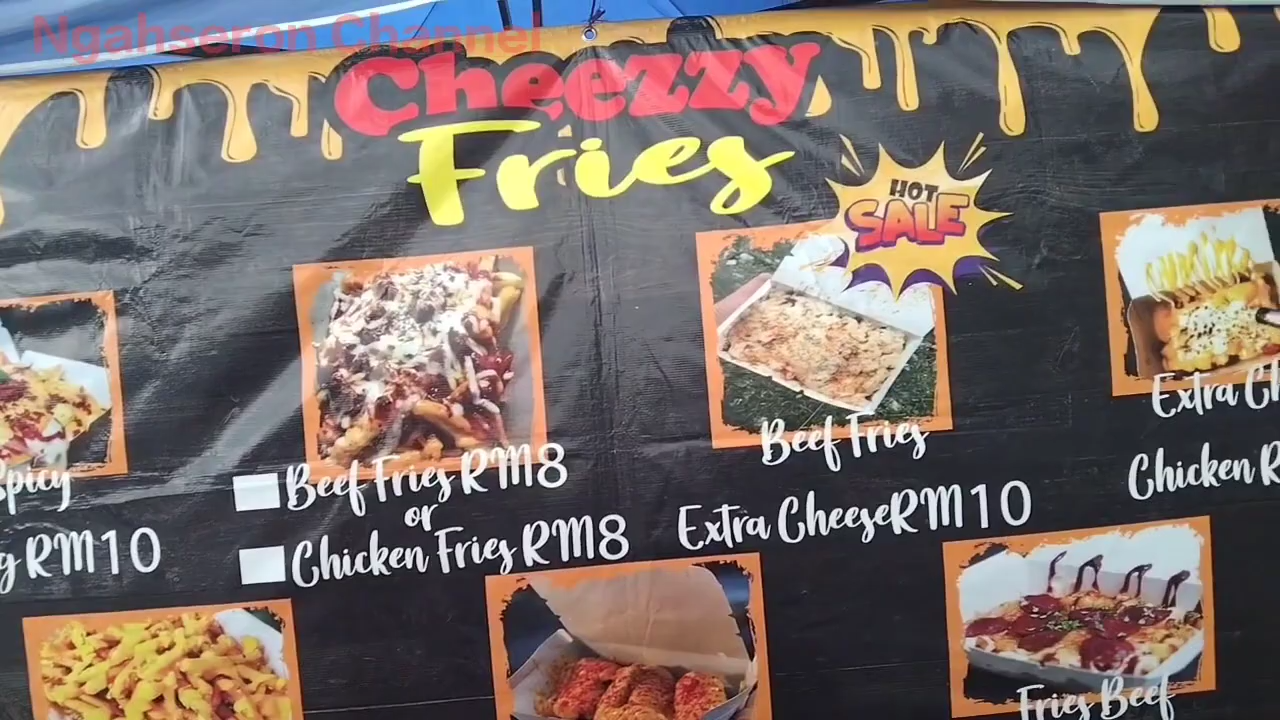 Ngahseron Channel
Cheezzy
Fries
HOT
SALE
Spicy
RM10
Beef Fries RM8
or
Chicken Fries RM8
Beef Fries
Extra Cheese RM10
Extra
Chicken
Fries Beef